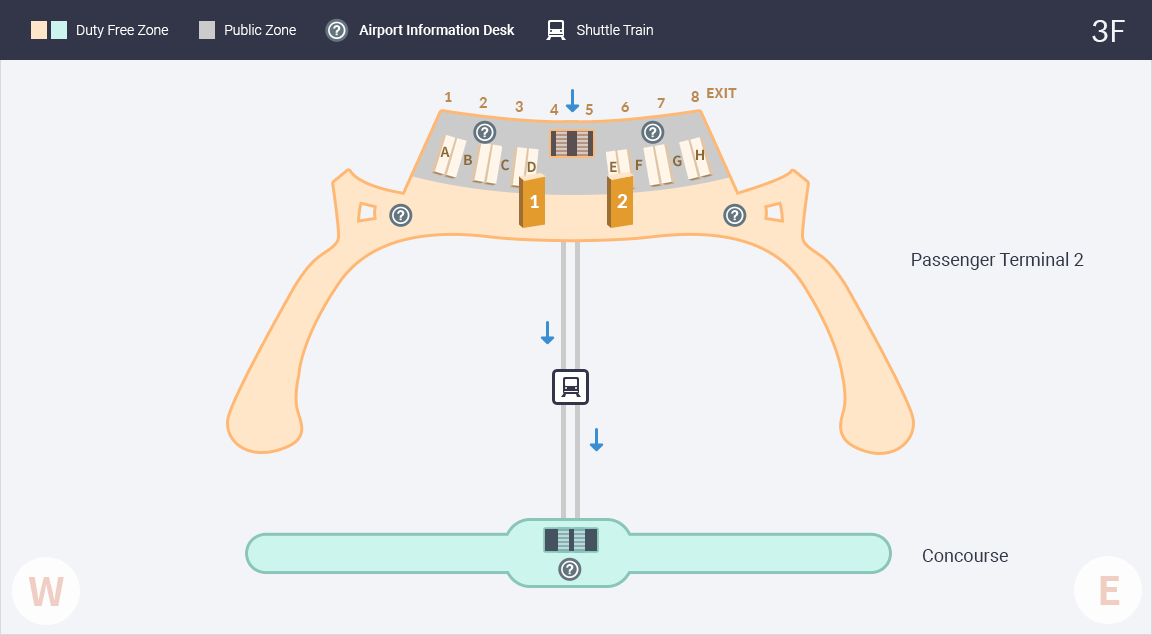 Duty Free Zone Public Zone ? Airport Information Desk Shuttle Train 3F
1 2 3 4 5 6 7 8 EXIT
? ?
A B C D E F G H
1 2
? ?
Passenger Terminal 2
Concourse
?
W E